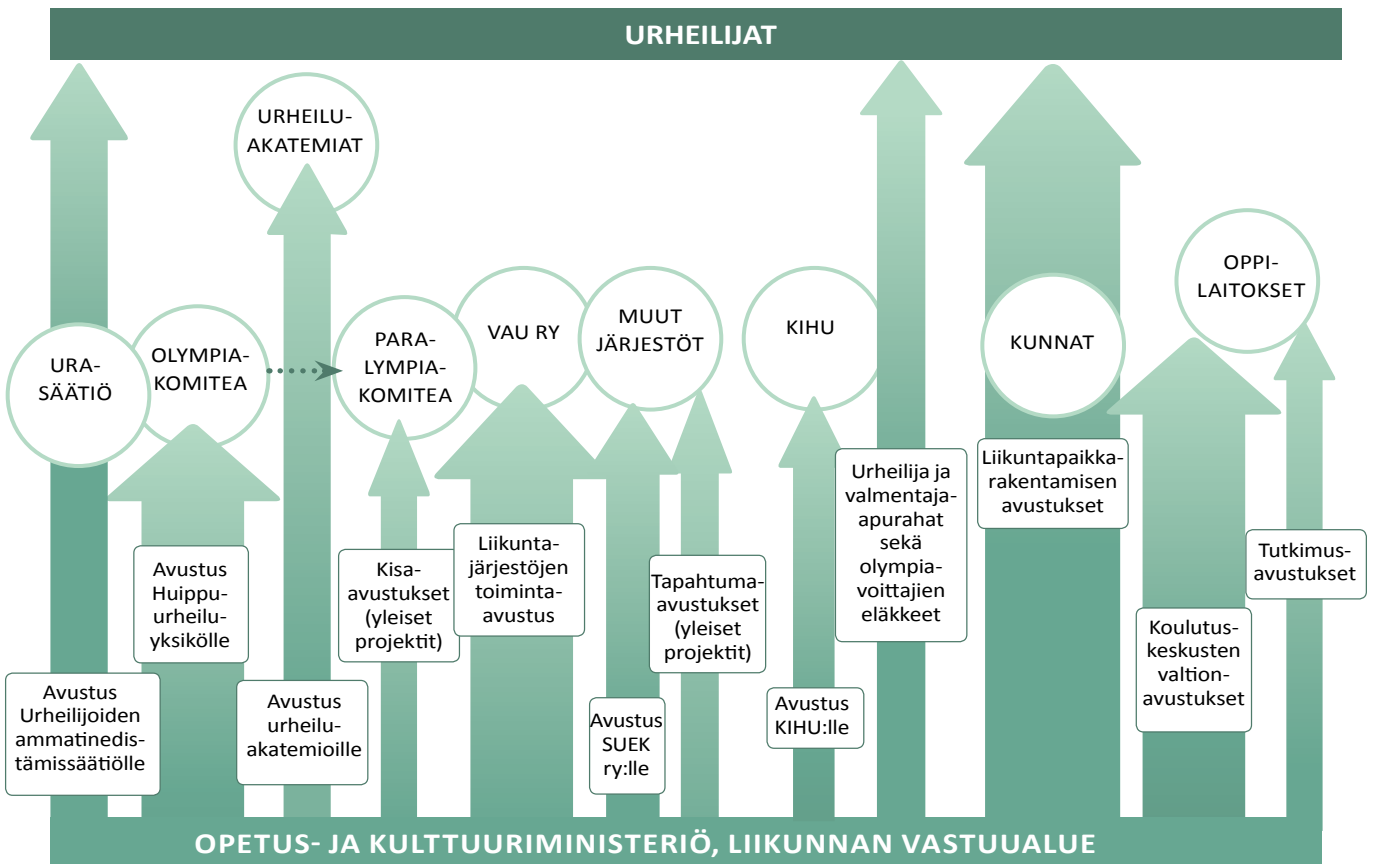 URHEILIJAT
URHEILU-
AKATEMIAT
URA-
SÄÄTIÖ
OLYMPIA-
KOMITEA
PARA-
LYMPIA-
KOMITEA
VAU RY
MUUT
JÄRJESTÖT
KIHU
KUNNAT
OPPI-
LAITOKSET
Avustus
Urheilijoiden
ammatinedis-
tämissäätiölle
Avustus
Huippu-
urheilu-
yksikölle
Avustus
urheilu-
akatemioille
Kisa-
avustukset
(yleiset
projektit)
Liikunta-
järjestöjen
toiminta-
avustus
Avustus
SUEK
ry:lle
Tapahtuma-
avustukset
(yleiset
projektit)
Avustus
KIHU:lle
Urheilija ja
valmentaja-
apurahat
sekä
olympia-
voittajien
eläkkeet
Liikuntapaikka-
rakentamisen
avustukset
Koulutus-
keskusten
valtion-
avustukset
Tutkimus-
avustukset
OPETUS- JA KULTTUURIMINISTERIÖ, LIIKUNNAN VASTUUALUE